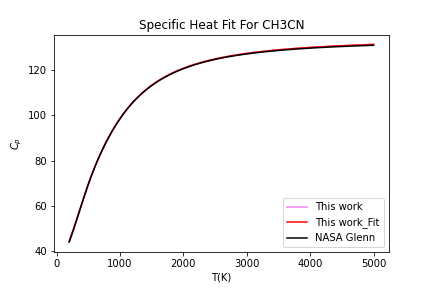 Specific Heat Fit For CH3CN
120
100
80
60
40
C_p
0 1000 2000 3000 4000 5000
T(K)
This work
This work_Fit
NASA Glenn